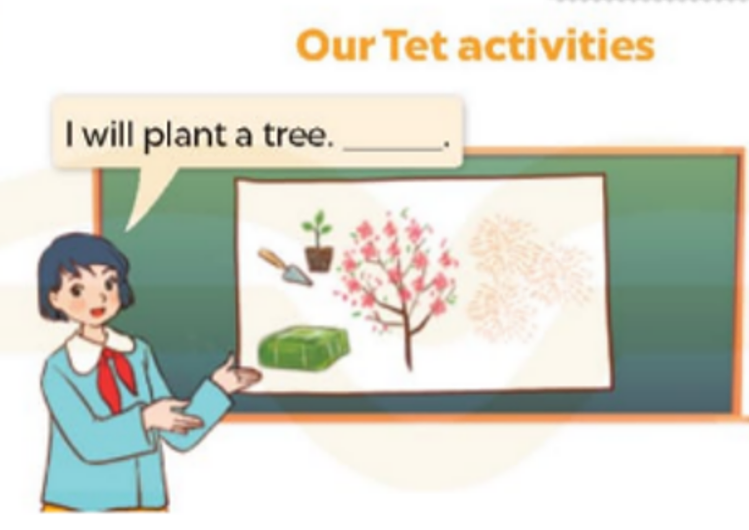 Our Tet activities
I will plant a tree. ______.